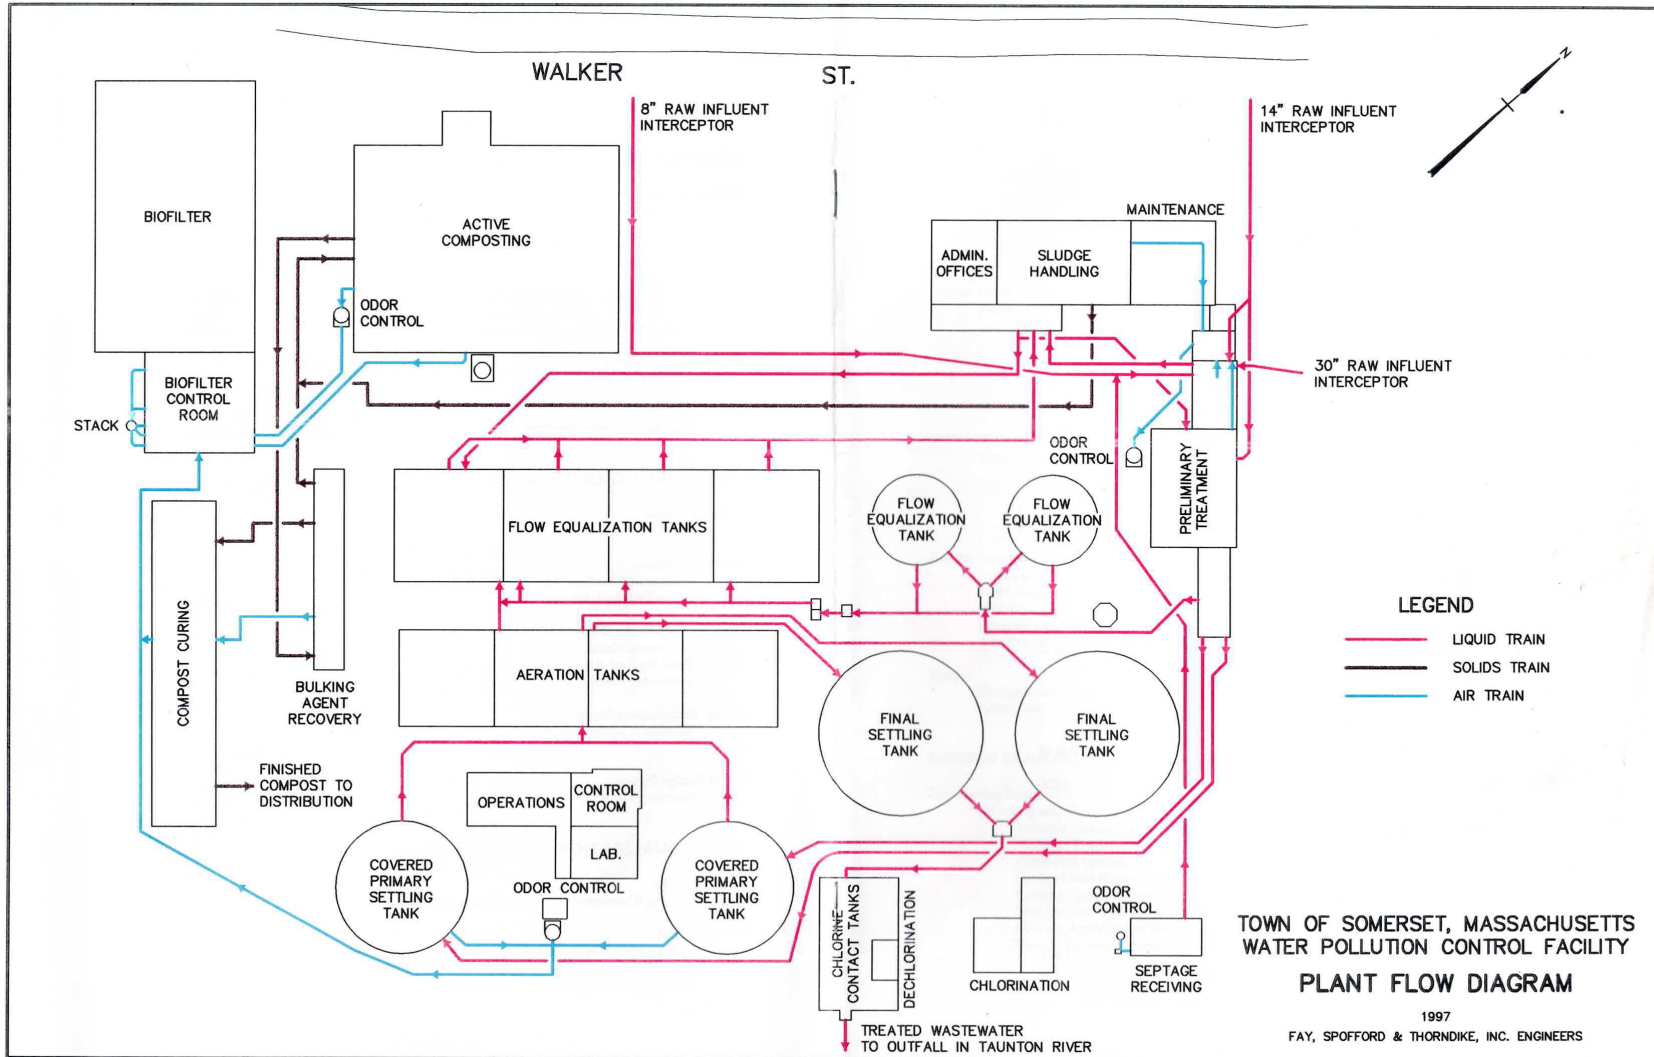 WALKER ST.
8" RAW INFLUENT
INTERCEPTOR
14" RAW INFLUENT
INTERCEPTOR
N
BIOFILTER
ACTIVE
COMPOSTING
MAINTENANCE
ADMIN.
OFFICES
SLUDGE
HANDLING
ODOR
CONTROL
BIOFILTER
CONTROL
ROOM
STACK
30" RAW INFLUENT
INTERCEPTOR
ODOR
CONTROL
PRELIMINARY
TREATMENT
FLOW EQUALIZATION TANKS
FLOW
EQUALIZATION
TANK
FLOW
EQUALIZATION
TANK
LEGEND
LIQUID TRAIN
SOLIDS TRAIN
AIR TRAIN
COMPOST CURING
BULKING
AGENT
RECOVERY
AERATION TANKS
FINAL
SETTLING
TANK
FINAL
SETTLING
TANK
FINISHED
COMPOST TO
DISTRIBUTION
OPERATIONS
CONTROL
ROOM
LAB.
COVERED
PRIMARY
SETTLING
TANK
ODOR CONTROL
COVERED
PRIMARY
SETTLING
TANK
CHLORINE
CONTACT TANKS
DECHLORINATION
CHLORINATION
ODOR
CONTROL
SEPTAGE
RECEIVING
TREATED WASTEWATER
TO OUTFALL IN TAUNTON RIVER
TOWN OF SOMERSET, MASSACHUSETTS
WATER POLLUTION CONTROL FACILITY
PLANT FLOW DIAGRAM
1997
FAY, SPOFFORD & THORNDIKE, INC. ENGINEERS